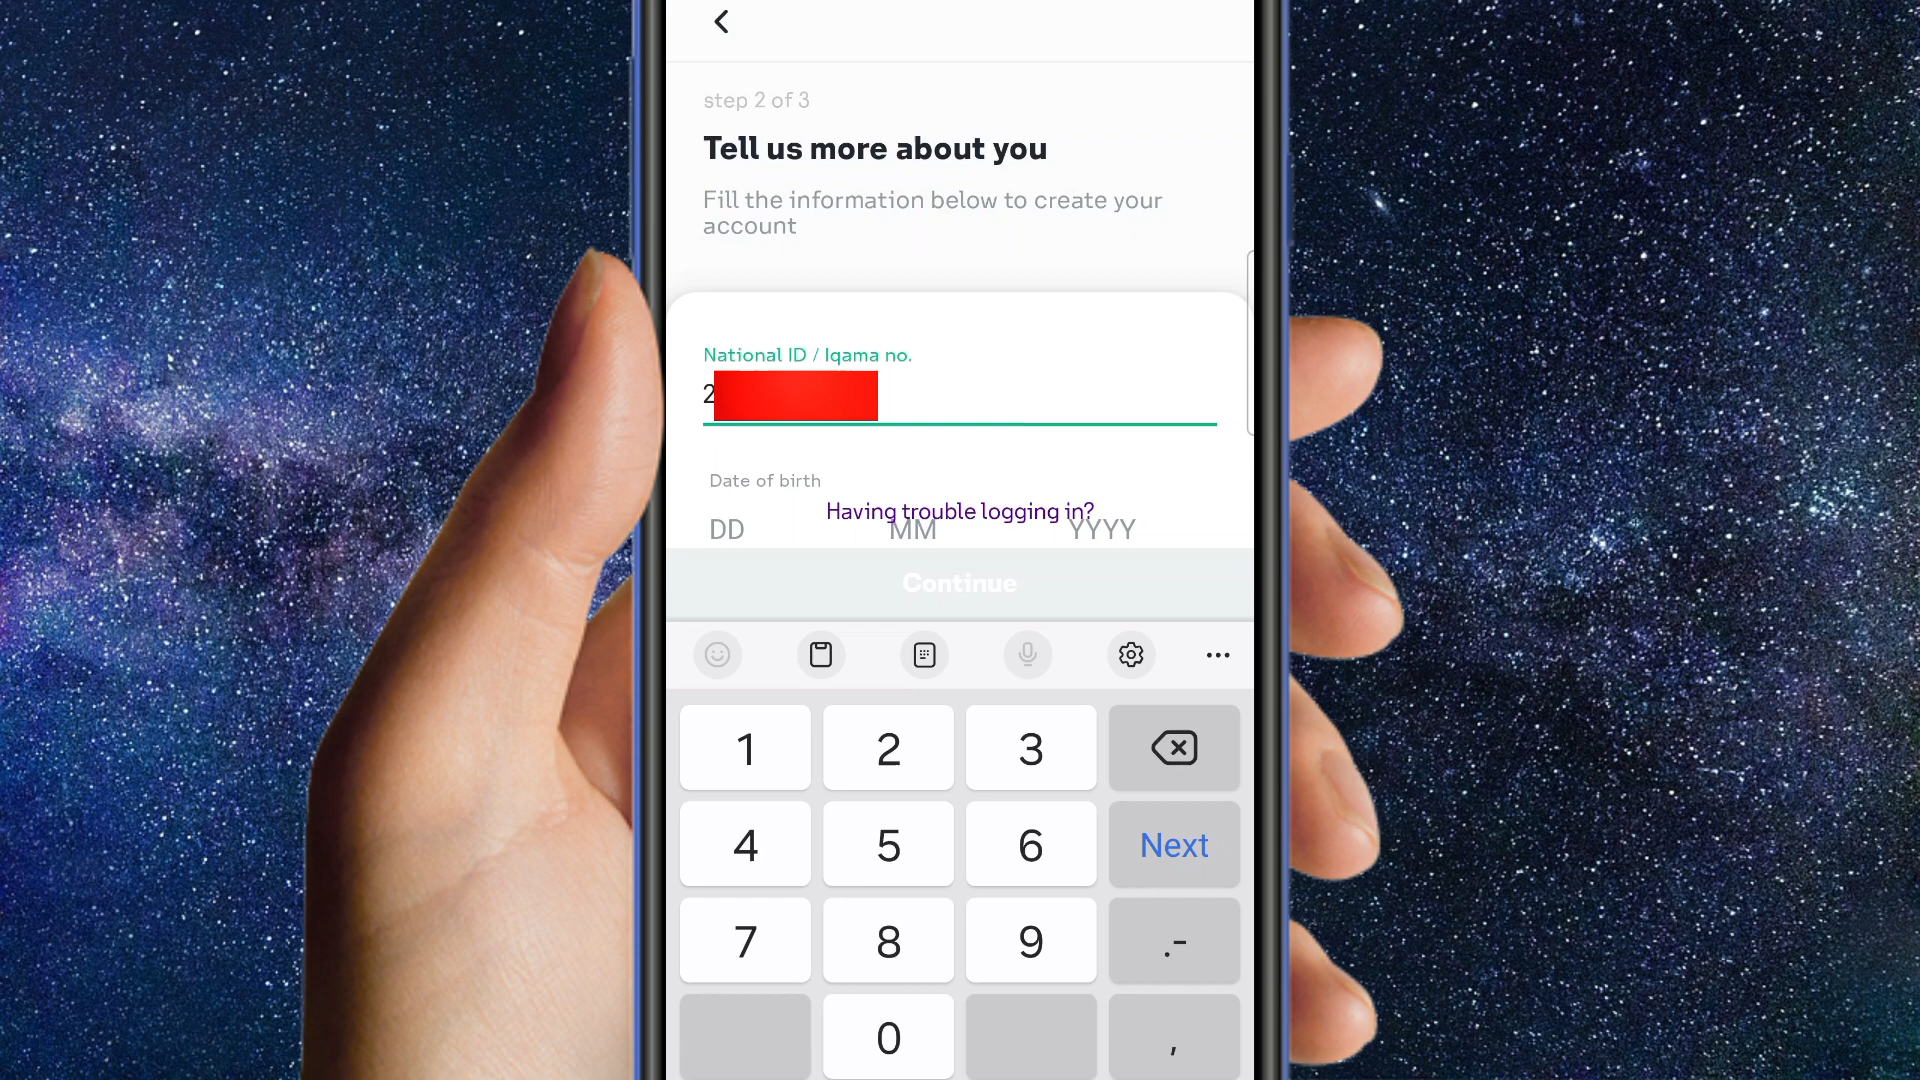 step 2 of 3
Tell us more about you
Fill the information below to create your
account
National ID / Iqama no.
2
Date of birth
Having trouble logging in?
DD MM YYYY
Continue
1 2 3
4 5 6 Next
7 8 9 .-
0 ,